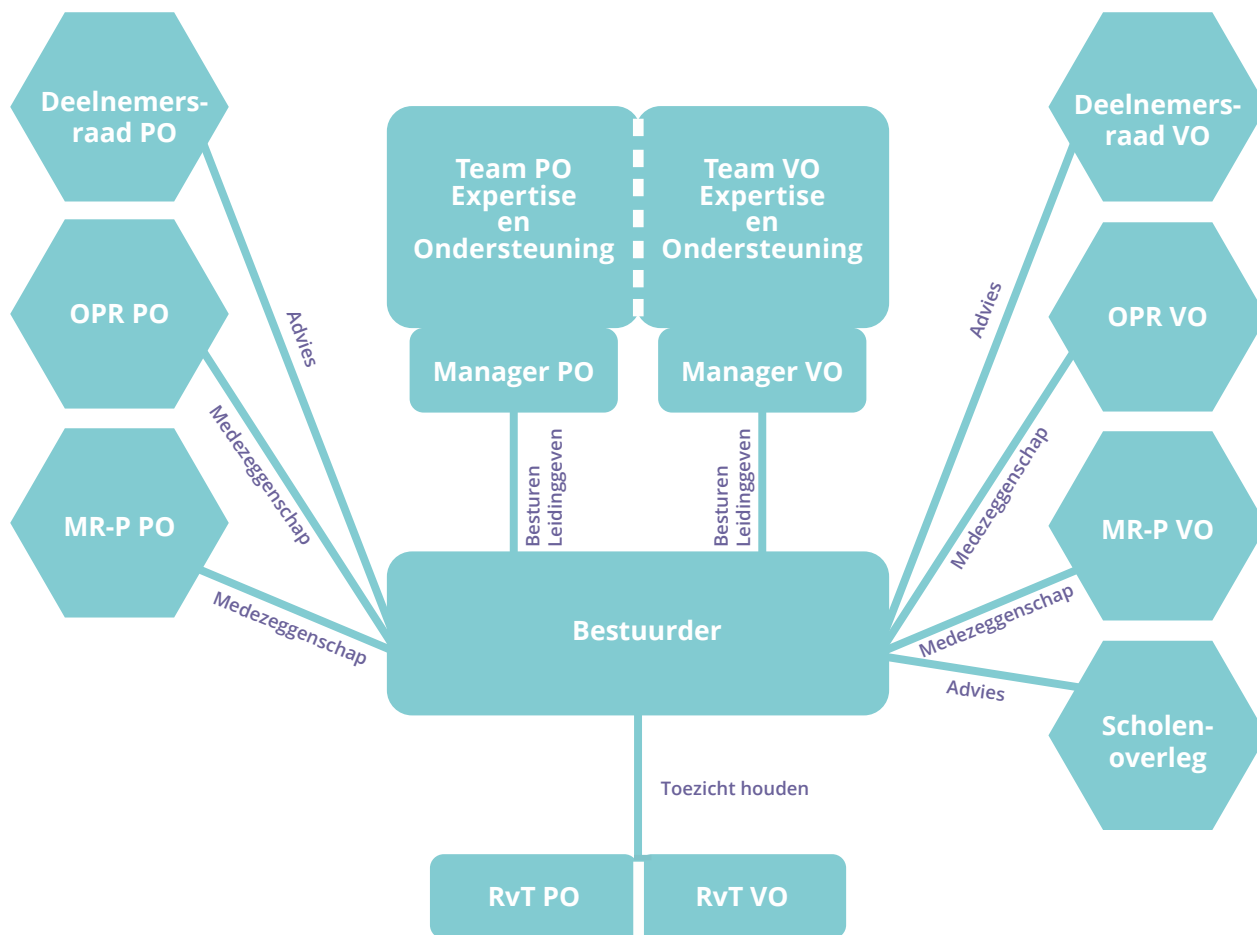 Deelnemers-
raad PO
OPR PO
MR-P PO
Advies
Medezeggenschap
Medezeggenschap
Team PO
Expertise
en
Ondersteuning
Team VO
Expertise
en
Ondersteuning
Manager PO
Manager VO
Besturen
Leidinggeven
Besturen
Leidinggeven
Bestuurder
Toezicht houden
RvT PO
RvT VO
Deelnemers-
raad VO
OPR VO
MR-P VO
Scholen-
overleg
Advies
Medezeggenschap
Medezeggenschap
Advies